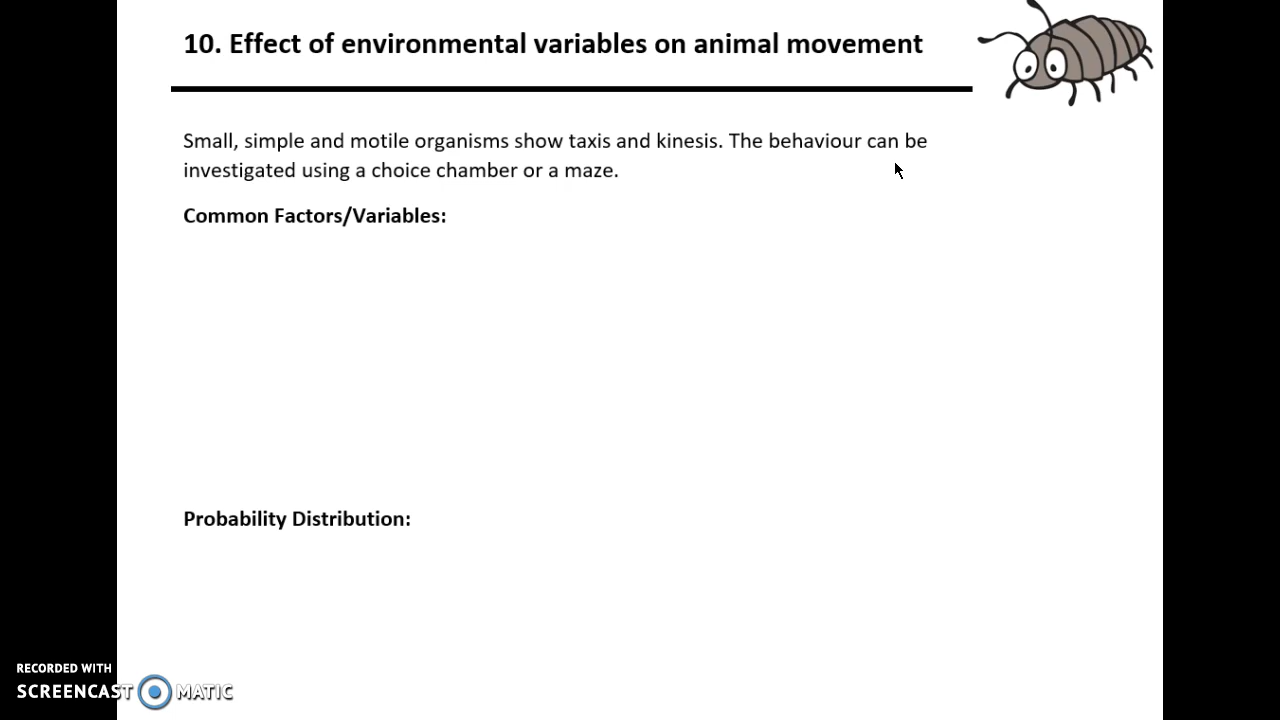 10. Effect of environmental variables on animal movement
Small, simple and motile organisms show taxis and kinesis. The behaviour can be
investigated using a choice chamber or a maze.
Common Factors/Variables:
Probability Distribution:
RECORDED WITH
SCREENCAST MATIC